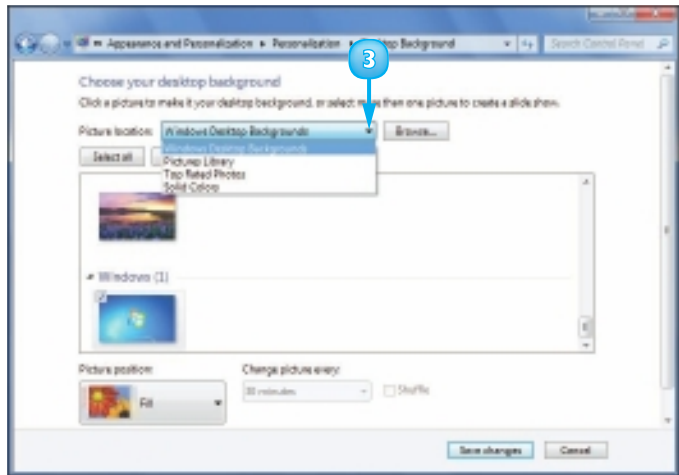 Appearance and Personalization ▸ Personalization ▸ Desktop Background
Search Control Panel
3
Choose your desktop background
Click a picture to make it your desktop background, or select more than one picture to create a slide show.
Picture location: Windows Desktop Backgrounds Browse...
Windows Desktop Backgrounds
Select all
Pictures Library
Top Rated Photos
Solid Colors
Windows (1)
Picture position: Change picture every:
Fill 30 minutes Shuffle
Save changes Cancel